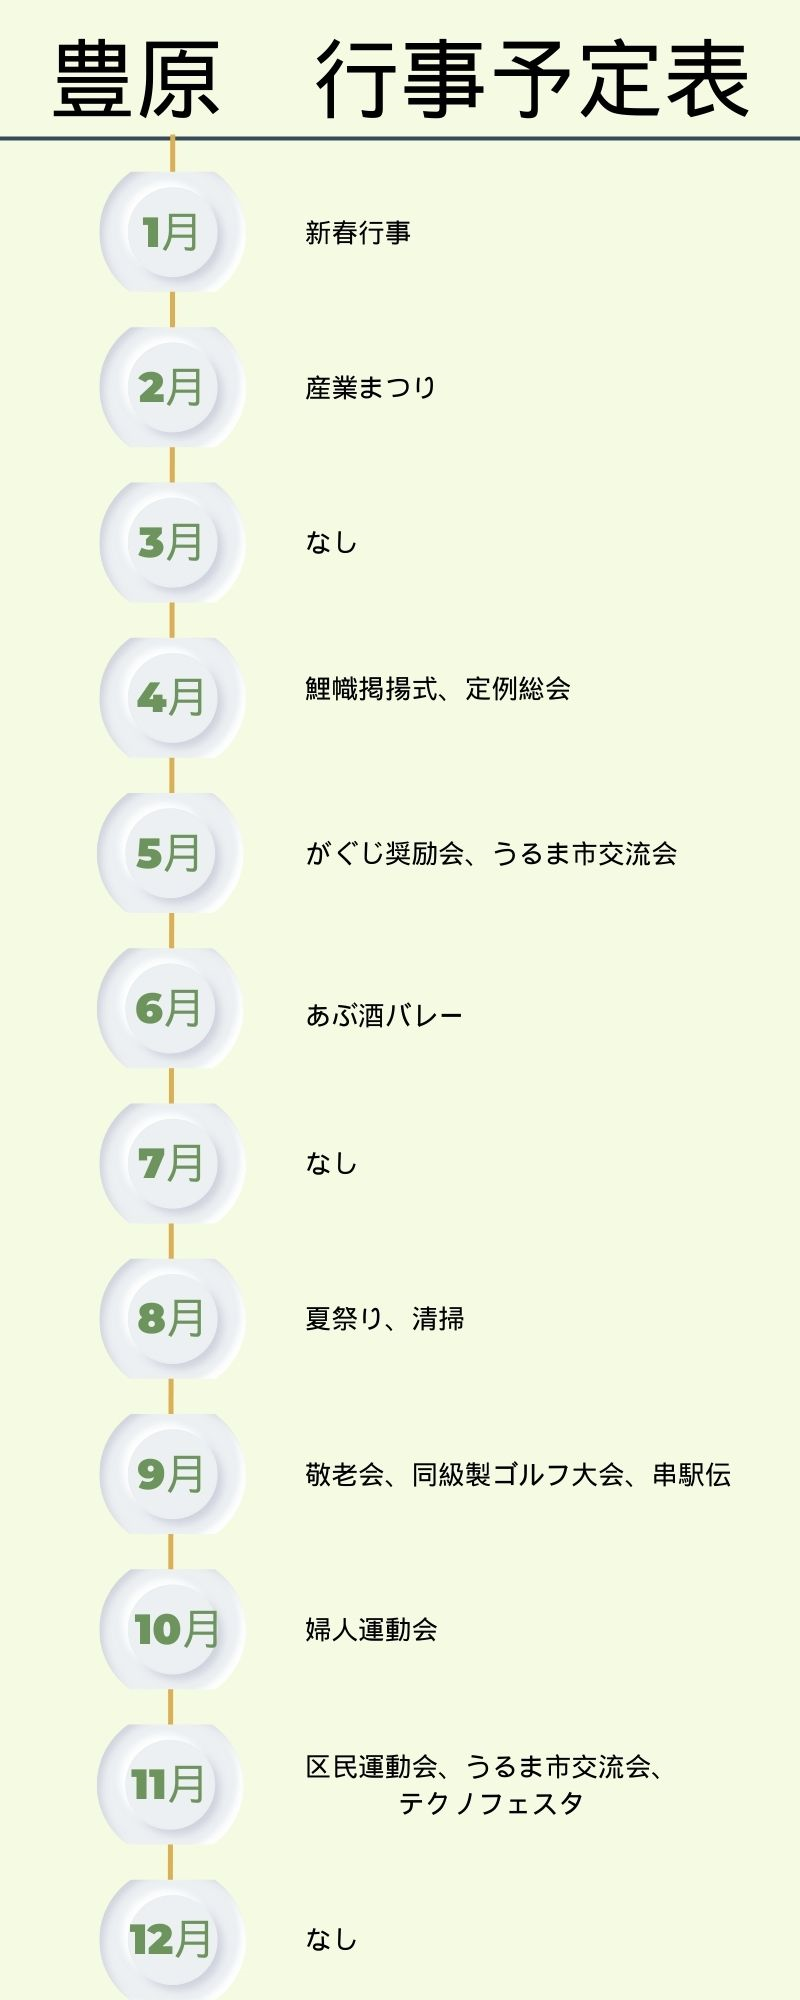 豊原　行事予定表
1月　新春行事
2月　産業まつり
3月　なし
4月　鯉幟掲揚式、定例総会
5月　がぐじ奨励会、うるま市交流会
6月　あぶ酒バレー
7月　なし
8月　夏祭り、清掃
9月　敬老会、同級製ゴルフ大会、串駅伝
10月　婦人運動会
11月　区民運動会、うるま市交流会、
テクノフェスタ
12月　なし